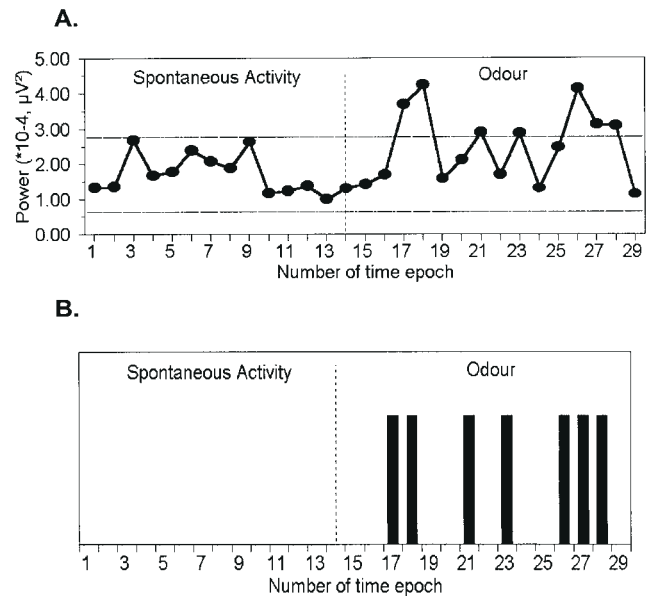 A.
5.00
Spontaneous Activity Odour
4.00
3.00
2.00
1.00
0.00
Power (*10-4, µV²)
1 3 5 7 9 11 13 15 17 19 21 23 25 27 29
Number of time epoch
B.
Spontaneous Activity Odour
1 3 5 7 9 11 13 15 17 19 21 23 25 27 29
Number of time epoch